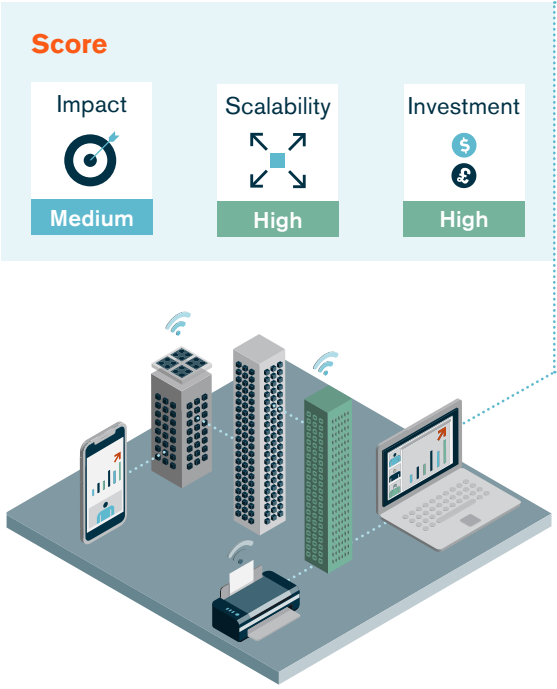 Score
Impact
Scalability
Investment
$
£
Medium
High
High